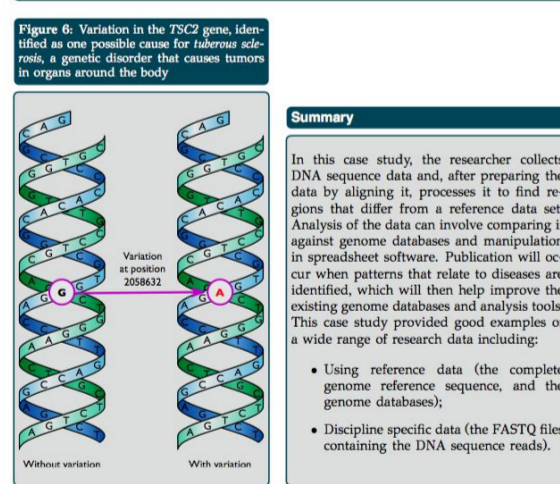 Figure 6: Variation in the TSC2 gene, iden-
tified as one possible cause for tuberous scle-
rosis, a genetic disorder that causes tumors
in organs around the body
Variation
at position
2058632
G
A
Without variation
With variation
Summary
In this case study, the researcher collects
DNA sequence data and, after preparing the
data by aligning it, processes it to find re-
gions that differ from a reference data set.
Analysis of the data can involve comparing i
against genome databases and manipulation
in spreadsheet software. Publication will oc-
cur when patterns that relate to diseases are
identified, which will then help improve the
existing genome databases and analysis tools.
This case study provided good examples of
a wide range of research data including:
• Using reference data (the complete
genome reference sequence, and the
genome databases);
• Discipline specific data (the FASTQ files
containing the DNA sequence reads).